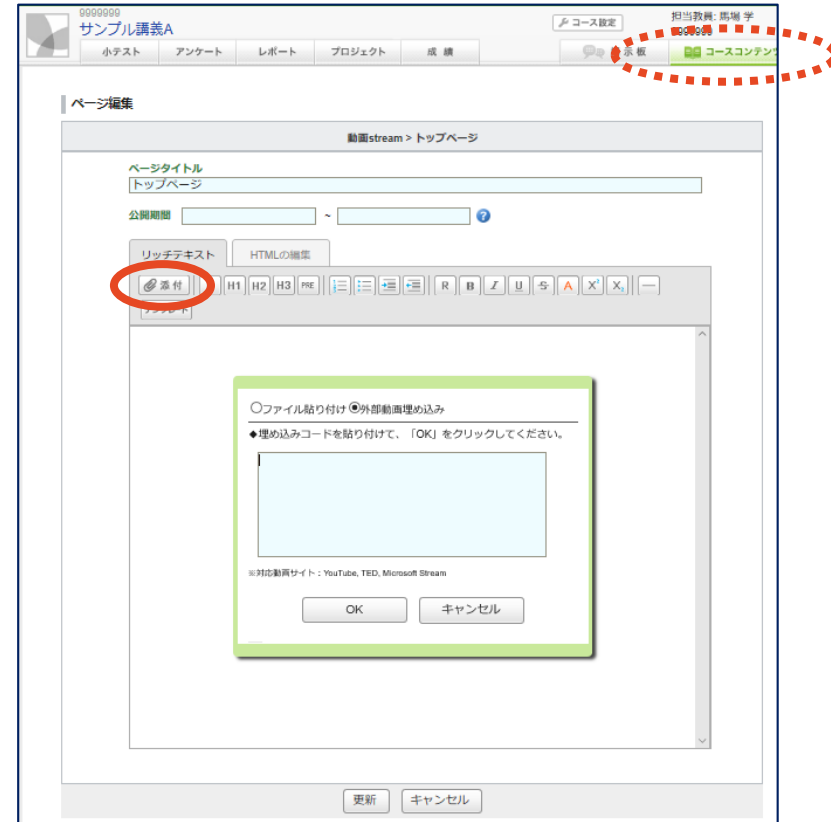 9999999
サンプル講義A
コース設定
担当教員: 馬場 学
小テスト アンケート レポート プロジェクト 成 績 示 板 コースコンテン
ページ編集
動画stream > トップページ
ページタイトル
トップページ
公開期間 ~ ?
リッチテキスト HTMLの編集
添付 H1 H2 H3 PRE R B I U S A X² X₂ —
○ファイル貼り付け ◉外部動画埋め込み
◆埋め込みコードを貼り付けて、「OK」をクリックしてください。
※対応動画サイト：YouTube, TED, Microsoft Stream
OK キャンセル
更新 キャンセル